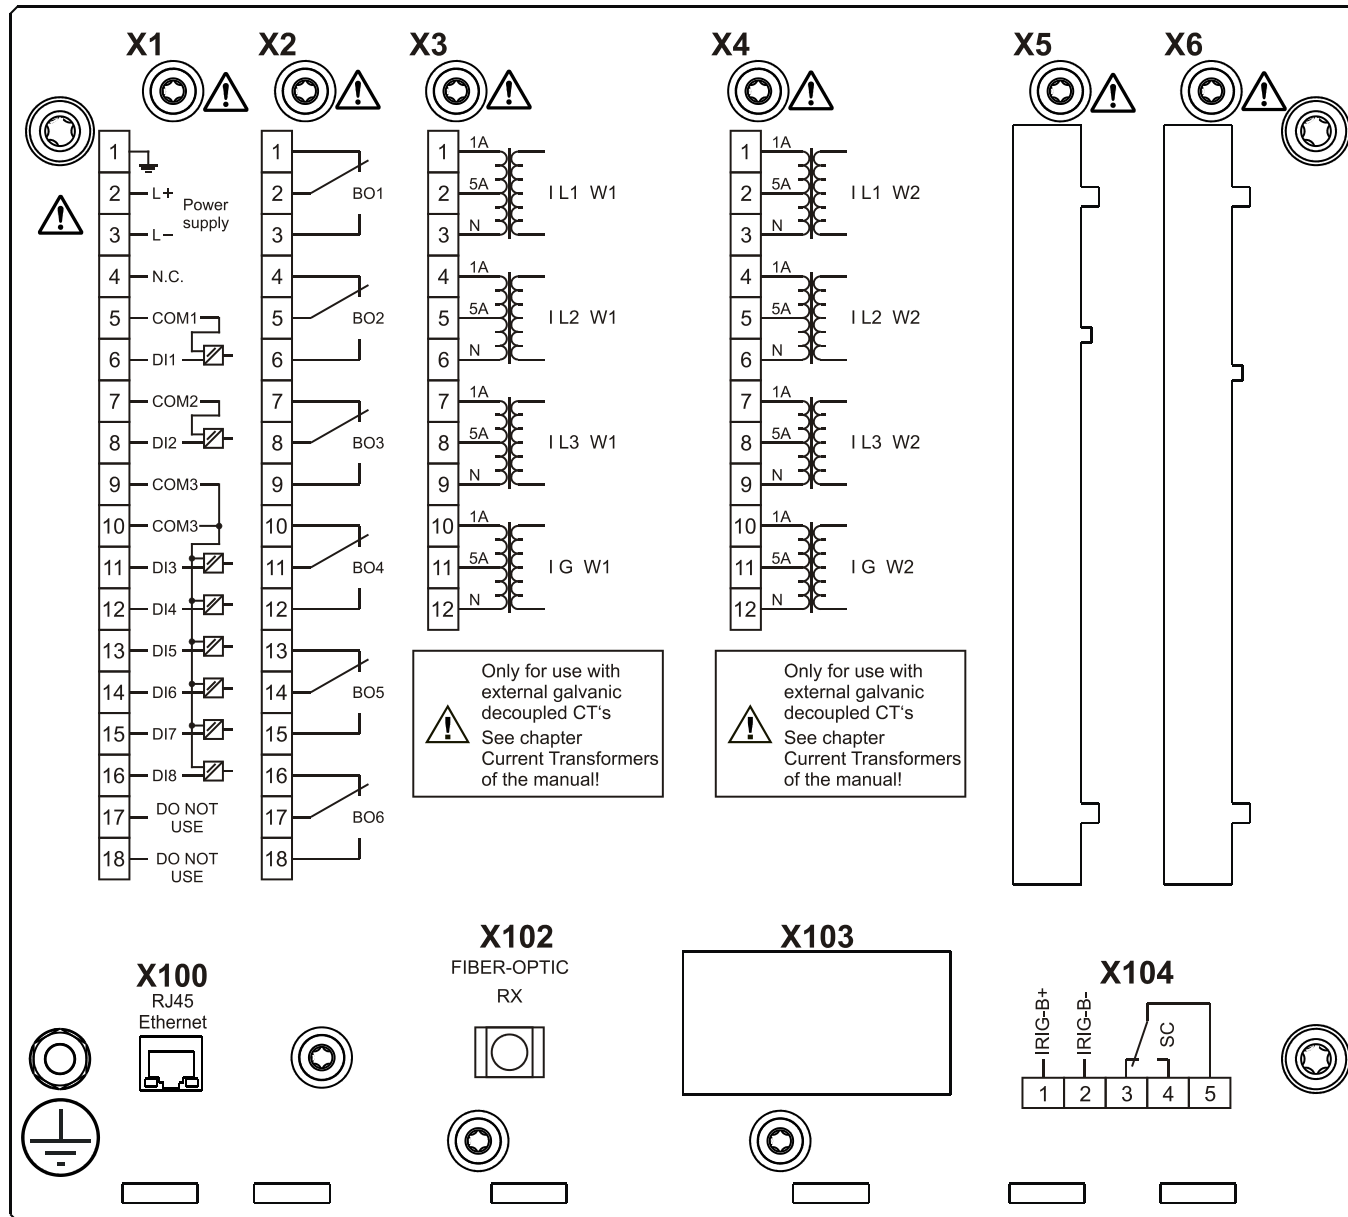 X1
X2
X3
X4
X5
X6
1
2 L+ Power
supply
3 L−
4 N.C.
5 COM1
6 DI1
7 COM2
8 DI2
9 COM3
10 COM3
11 DI3
12 DI4
13 DI5
14 DI6
15 DI7
16 DI8
17 DO NOT
USE
18 DO NOT
USE
1
2 BO1
3
4
5 BO2
6
7
8 BO3
9
10
11 BO4
12
13
14 BO5
15
16
17 BO6
18
1 1A
2 5A I L1 W1
3 N
4 1A
5 5A I L2 W1
6 N
7 1A
8 5A I L3 W1
9 N
10 1A
11 5A I G W1
12 N
Only for use with
external galvanic
decoupled CT‘s
See chapter
Current Transformers
of the manual!
1 1A
2 5A I L1 W2
3 N
4 1A
5 5A I L2 W2
6 N
7 1A
8 5A I L3 W2
9 N
10 1A
11 5A I G W2
12 N
Only for use with
external galvanic
decoupled CT‘s
See chapter
Current Transformers
of the manual!
X100
RJ45
Ethernet
X102
FIBER-OPTIC
RX
X103
X104
IRIG-B+
IRIG-B-
SC
1 2 3 4 5